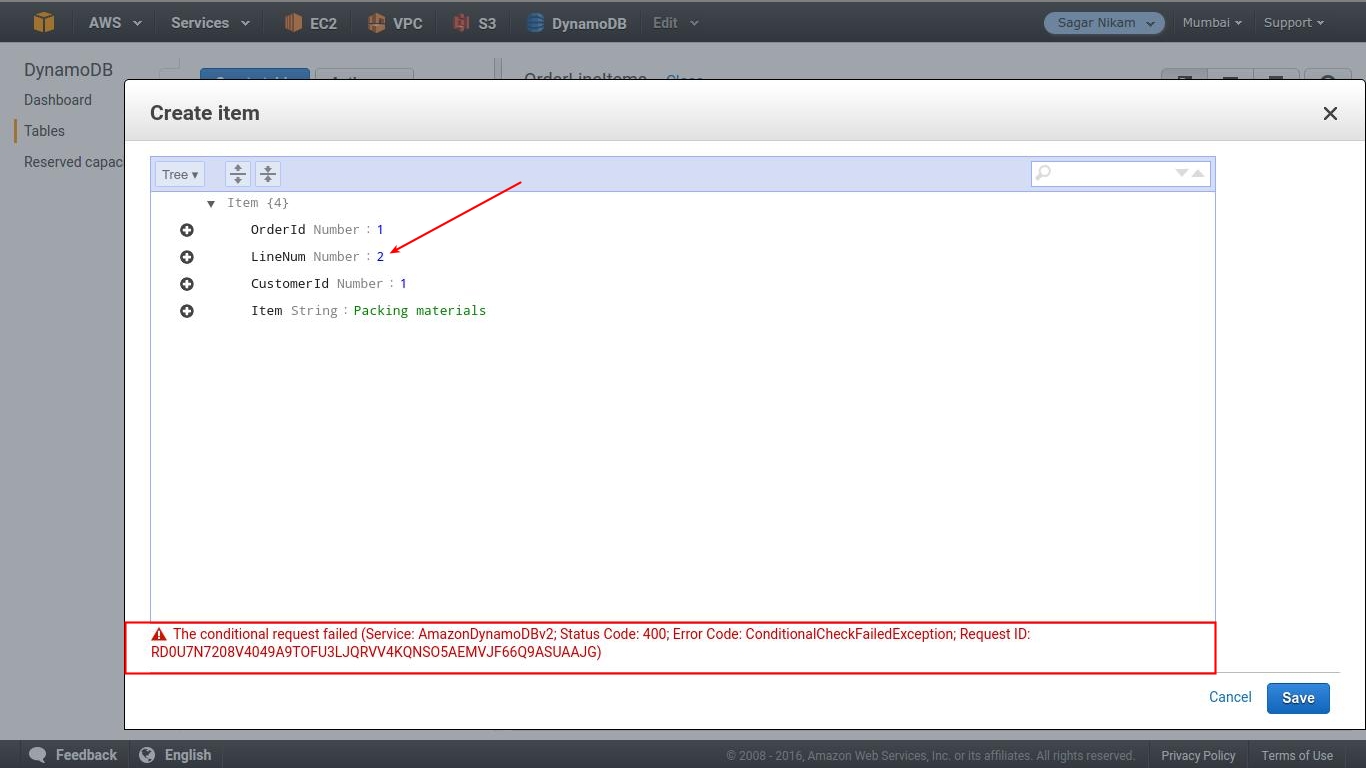 AWS Services EC2 VPC S3 DynamoDB Edit Sagar Nikam Mumbai Support
DynamoDB
OrderLineItems Close
Dashboard
Tables
Reserved capac
Create item
Tree
Item {4}
OrderId Number : 1
LineNum Number : 2
CustomerId Number : 1
Item String : Packing materials
The conditional request failed (Service: AmazonDynamoDBv2; Status Code: 400; Error Code: ConditionalCheckFailedException; Request ID:
RD0U7N7208V4049A9TOFU3LJQRVV4KQNSO5AEMVJF66Q9ASUAAJG)
Cancel Save
Feedback English © 2008 - 2016, Amazon Web Services, Inc. or its affiliates. All rights reserved. Privacy Policy Terms of Use